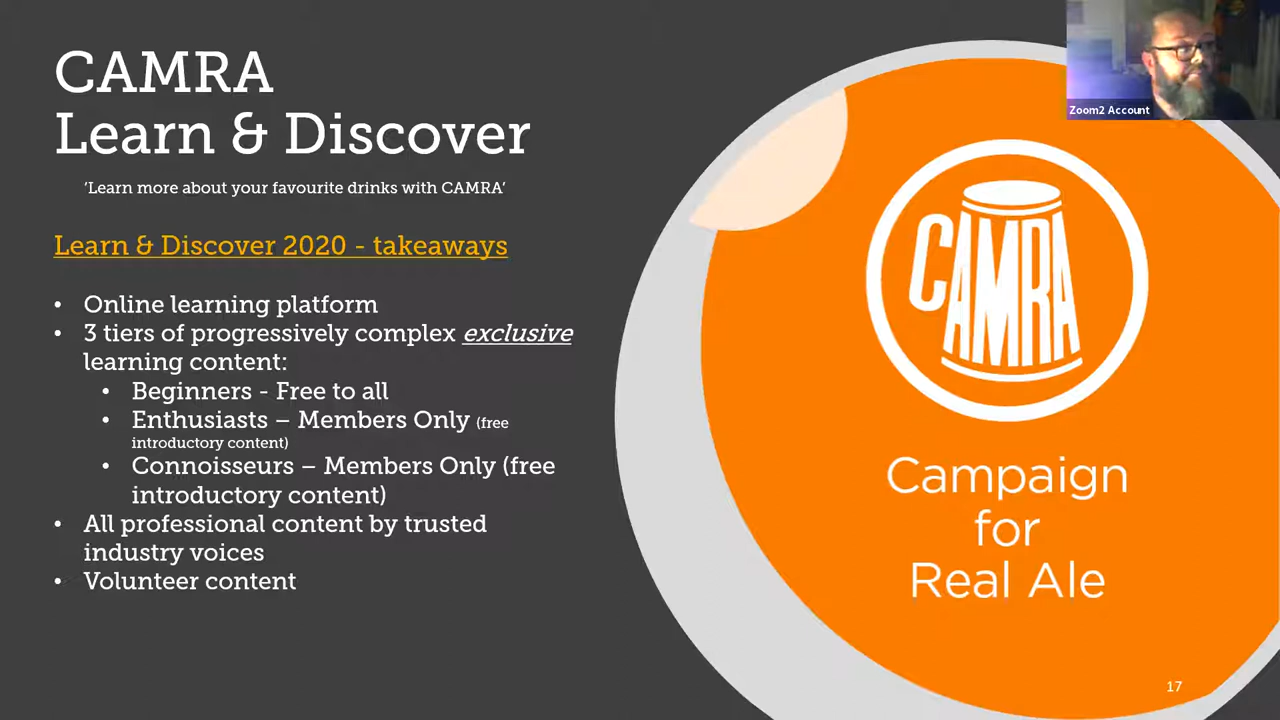 CAMRA
Learn & Discover
‘Learn more about your favourite drinks with CAMRA’
Learn & Discover 2020 - takeaways
• Online learning platform
• 3 tiers of progressively complex exclusive
learning content:
• Beginners - Free to all
• Enthusiasts – Members Only (free
introductory content)
• Connoisseurs – Members Only (free
introductory content)
• All professional content by trusted
industry voices
• Volunteer content
Zoom2 Account
CAMRA
Campaign
for
Real Ale
17